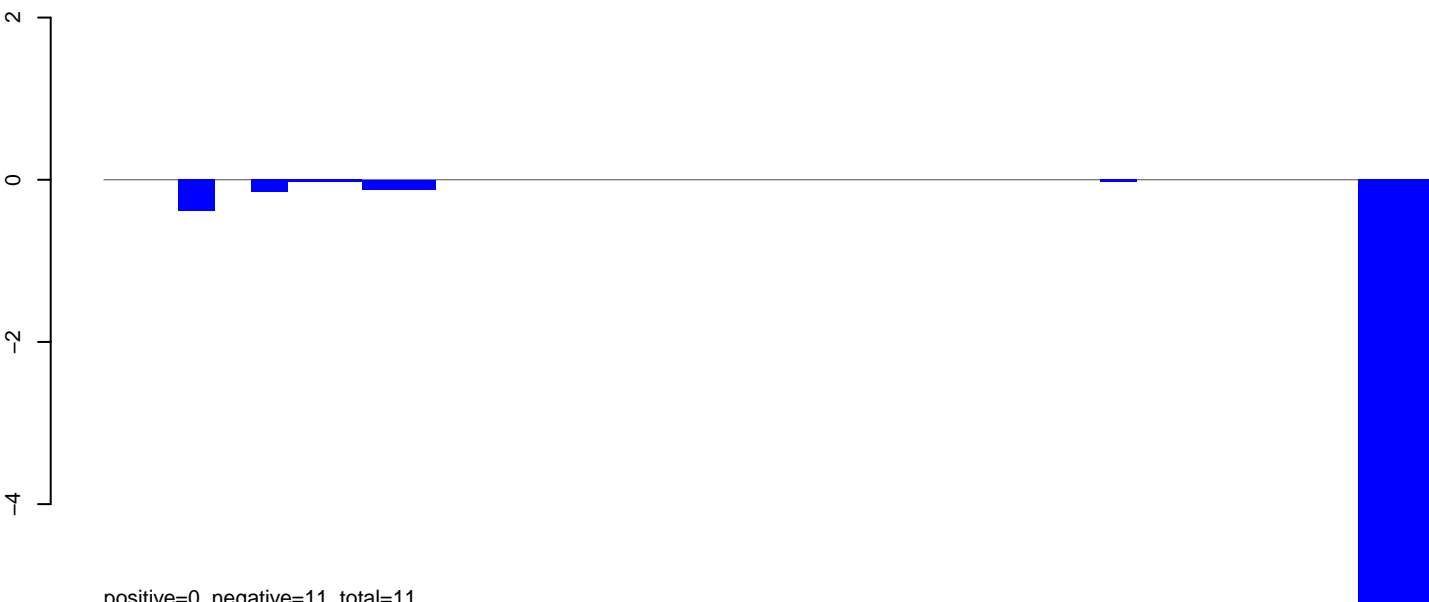 2
0
−2
−4
positive=0, negative=11, total=11